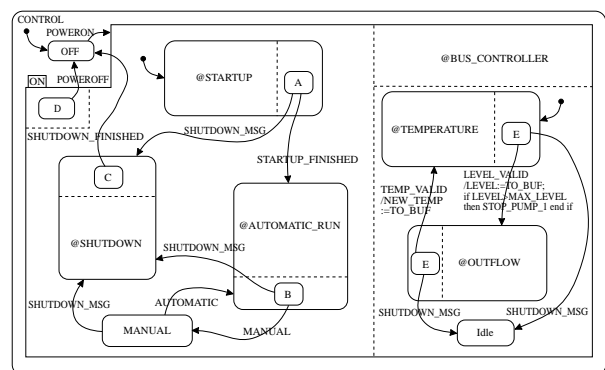 CONTROL
POWERON
OFF
ON
POWEROFF
D
SHUTDOWN_FINISHED
@STARTUP
A
@BUS_CONTROLLER
SHUTDOWN_MSG
STARTUP_FINISHED
C
@SHUTDOWN
@AUTOMATIC_RUN
SHUTDOWN_MSG
B
SHUTDOWN_MSG
AUTOMATIC
MANUAL
MANUAL
@TEMPERATURE
E
TEMP_VALID
/NEW_TEMP
:=TO_BUF
LEVEL_VALID
/LEVEL:=TO_BUF;
if LEVEL>MAX_LEVEL
then STOP_PUMP_1 end if
E
@OUTFLOW
SHUTDOWN_MSG
SHUTDOWN_MSG
Idle